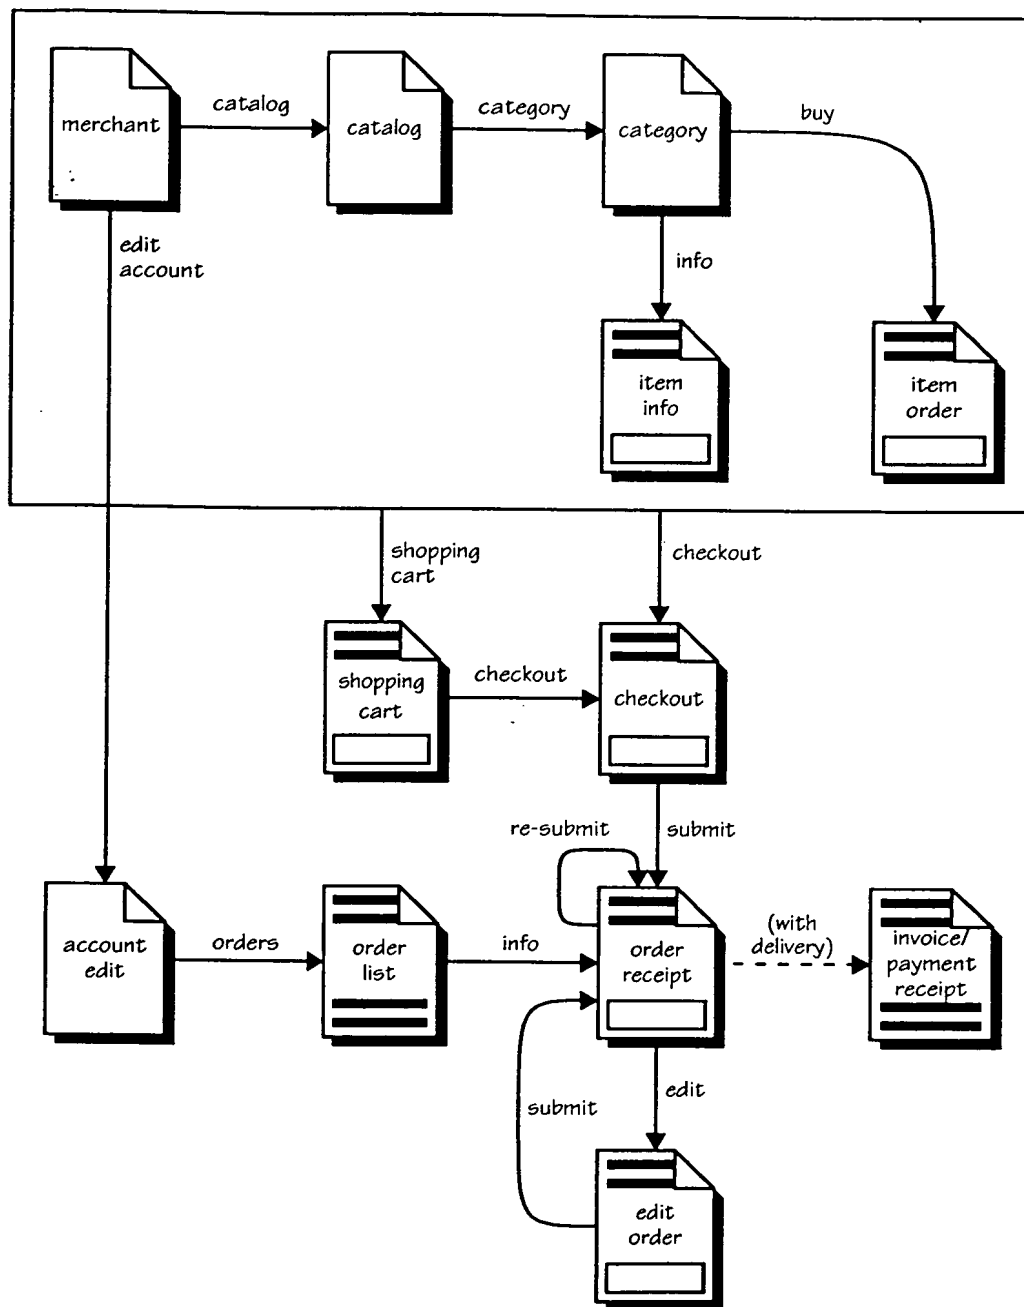 merchant
catalog
catalog
category
category
buy
edit
account
info
item
info
item
order
shopping
cart
checkout
shopping
cart
checkout
checkout
re-submit
submit
account
edit
orders
order
list
info
order
receipt
(with
delivery)
invoice/
payment
receipt
submit
edit
edit
order